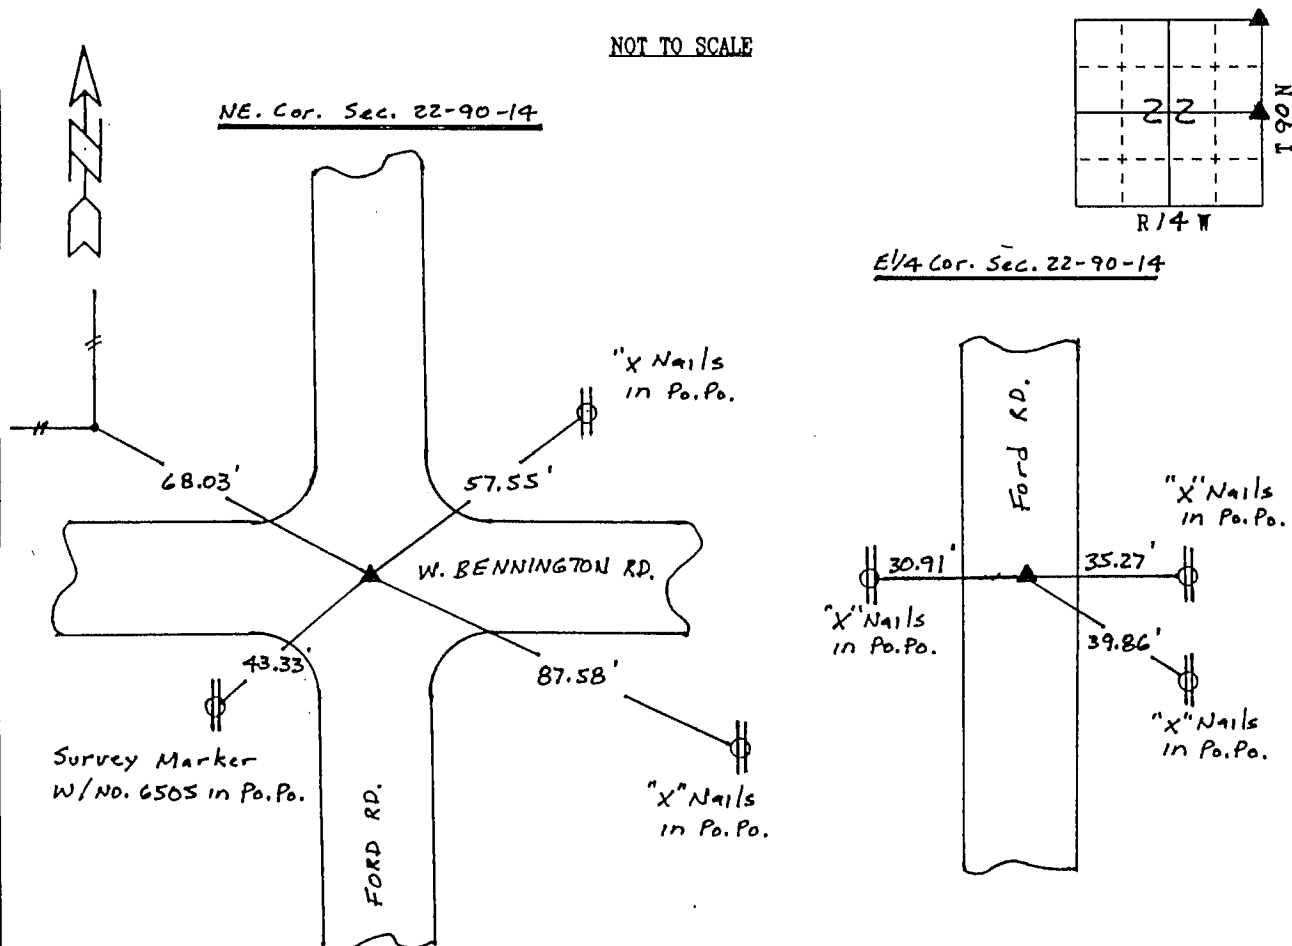 NOT TO SCALE
NE. Cor. Sec. 22-90-14
22
T90N
R14W
E1/4 Cor. Sec. 22-90-14
"X Nails
in Po.Po.
68.03'
57.55'
W. BENNINGTON RD.
43.33'
87.58'
Survey Marker
W/No. 6505 in Po.Po.
"X" Nails
in Po.Po.
FORD RD.
Ford RD.
"X" Nails
in Po.Po.
30.91'
35.27'
"X" Nails
in Po.Po.
39.86'
"X" Nails
in Po.Po.